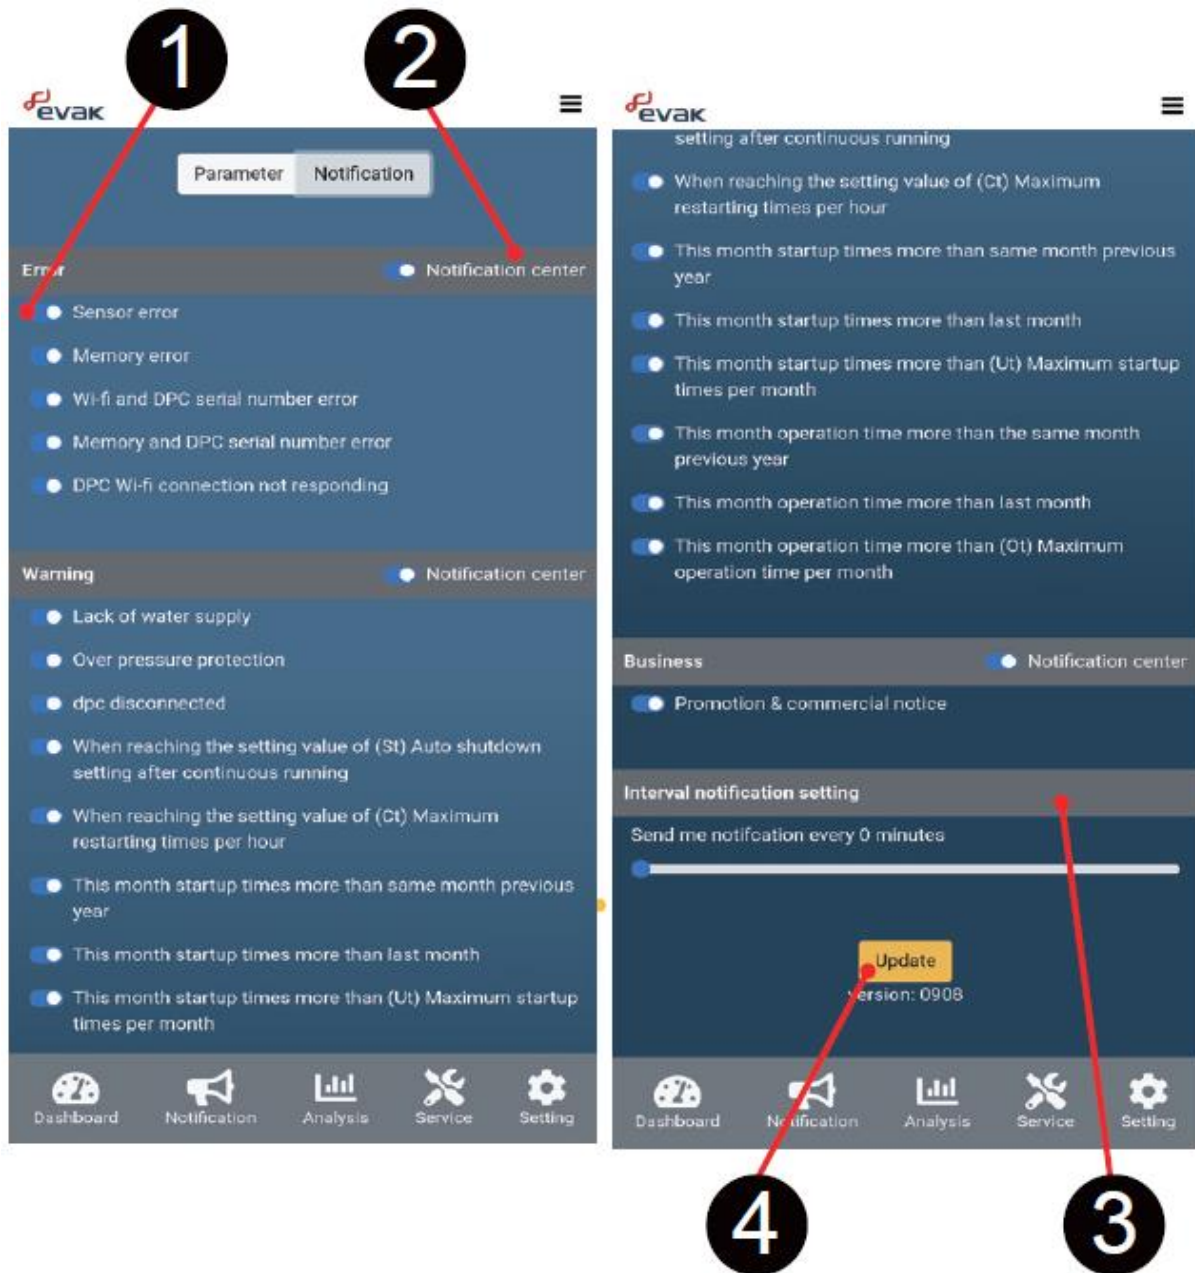 1
2
evak
Parameter Notification
Error Notification center
Sensor error
Memory error
Wi-fi and DPC serial number error
Memory and DPC serial number error
DPC Wi-fi connection not responding
Warning Notification center
Lack of water supply
Over pressure protection
dpc disconnected
When reaching the setting value of (St) Auto shutdown
setting after continuous running
When reaching the setting value of (Ct) Maximum
restarting times per hour
This month startup times more than same month previous
year
This month startup times more than last month
This month startup times more than (Ut) Maximum startup
times per month
Dashboard Notification Analysis Service Setting
evak
setting after continuous running
When reaching the setting value of (Ct) Maximum
restarting times per hour
This month startup times more than same month previous
year
This month startup times more than last month
This month startup times more than (Ut) Maximum startup
times per month
This month operation time more than the same month
previous year
This month operation time more than last month
This month operation time more than (Ot) Maximum
operation time per month
Business Notification center
Promotion & commercial notice
Interval notification setting
Send me notifcation every 0 minutes
Update
version: 0908
Dashboard Notification Analysis Service Setting
4
3